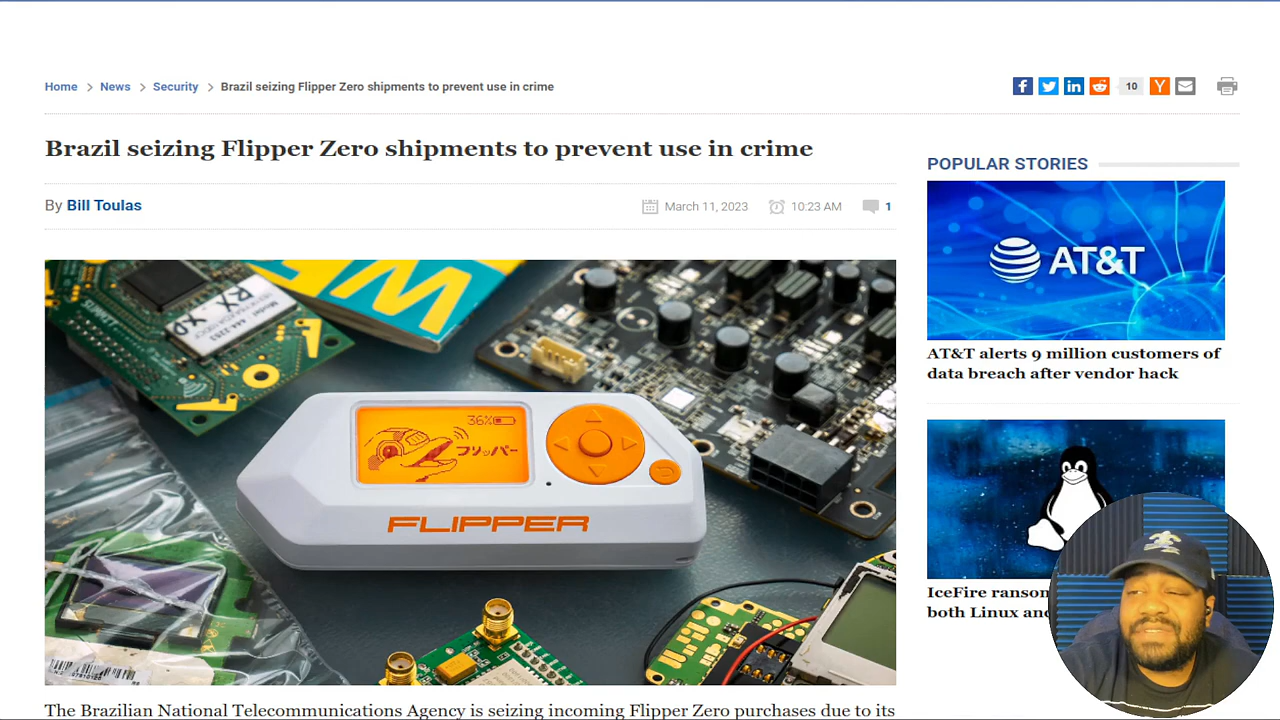 Home > News > Security > Brazil seizing Flipper Zero shipments to prevent use in crime
10
Y
Brazil seizing Flipper Zero shipments to prevent use in crime
By Bill Toulas
March 11, 2023
10:23 AM
1
POPULAR STORIES
RX
36%
フリッパー
FLIPPER
AT&T
AT&T alerts 9 million customers of
data breach after vendor hack
IceFire ranson
both Linux and
The Brazilian National Telecommunications Agency is seizing incoming Flipper Zero purchases due to its